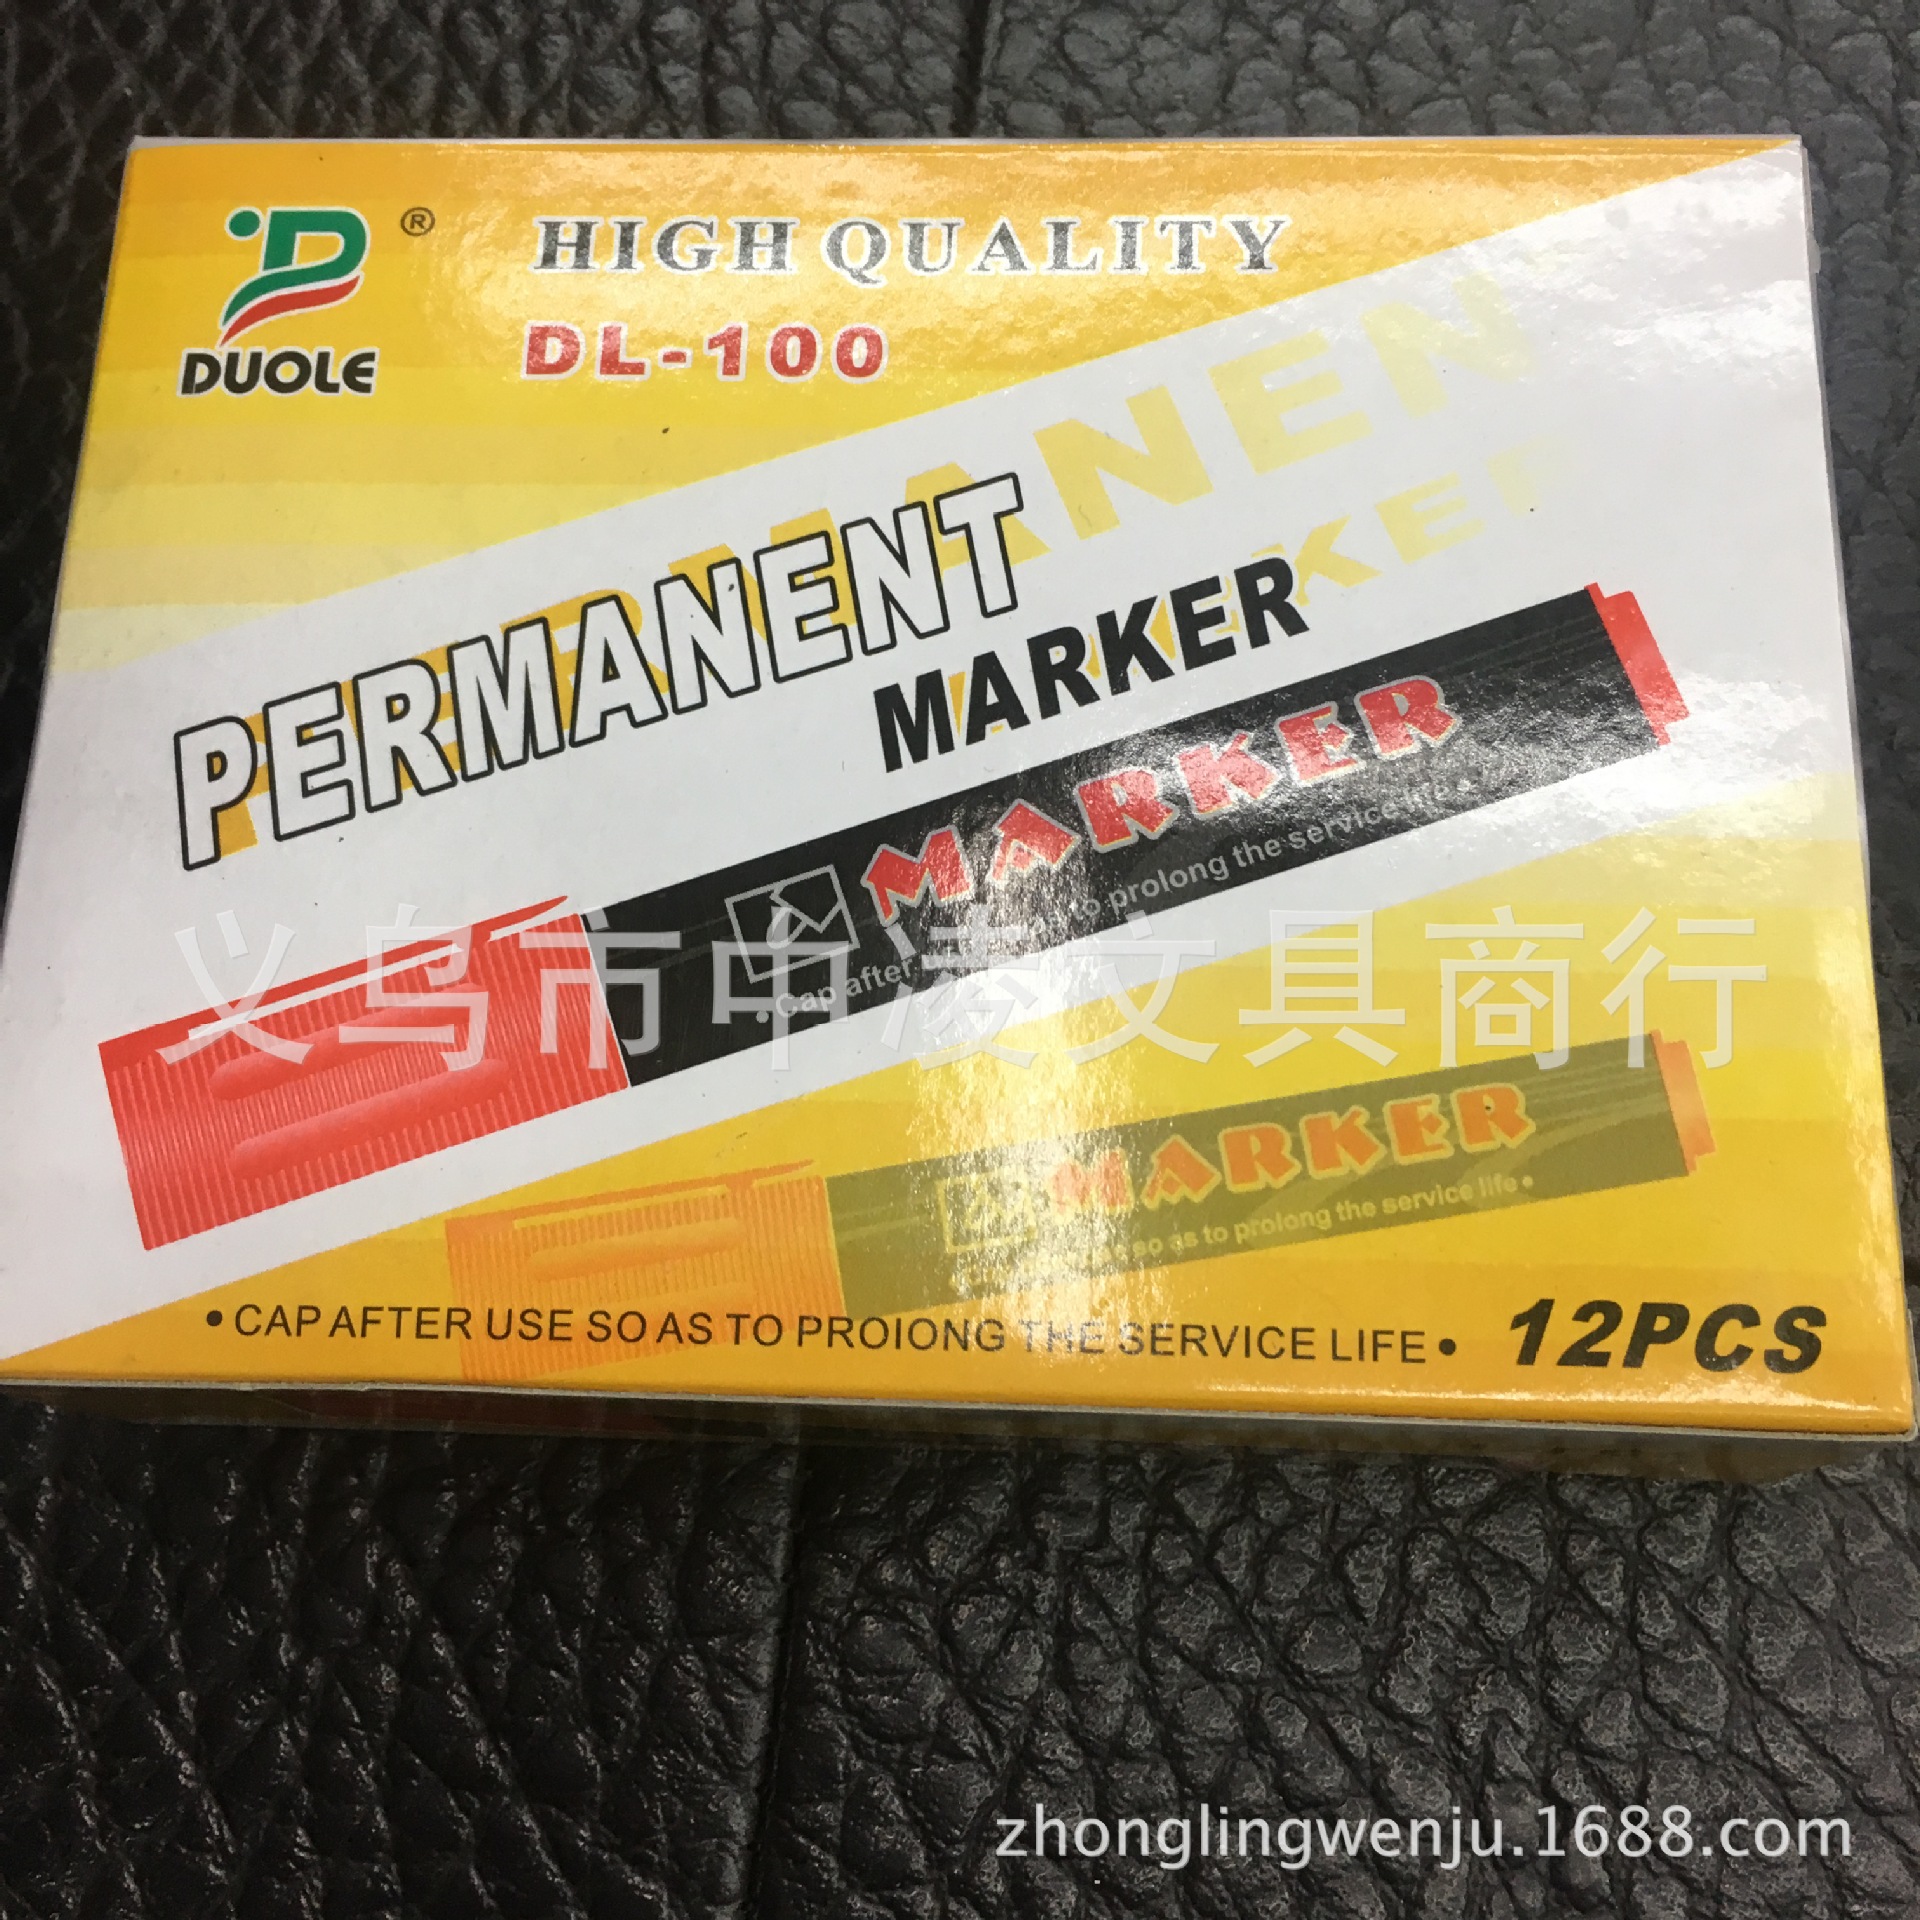 ®
DUOLE
HIGH QUALITY
DL-100
PERMANENT
MARKER
PERMANEN
MARKER
MARKER
• Cap after use so as to prolong the service life •
义乌市中凌文具商行
MARKER
so as to prolong the service life •
• CAP AFTER USE SO AS TO PROIONG THE SERVICE LIFE •
12PCS
zhonglingwenju.1688.com